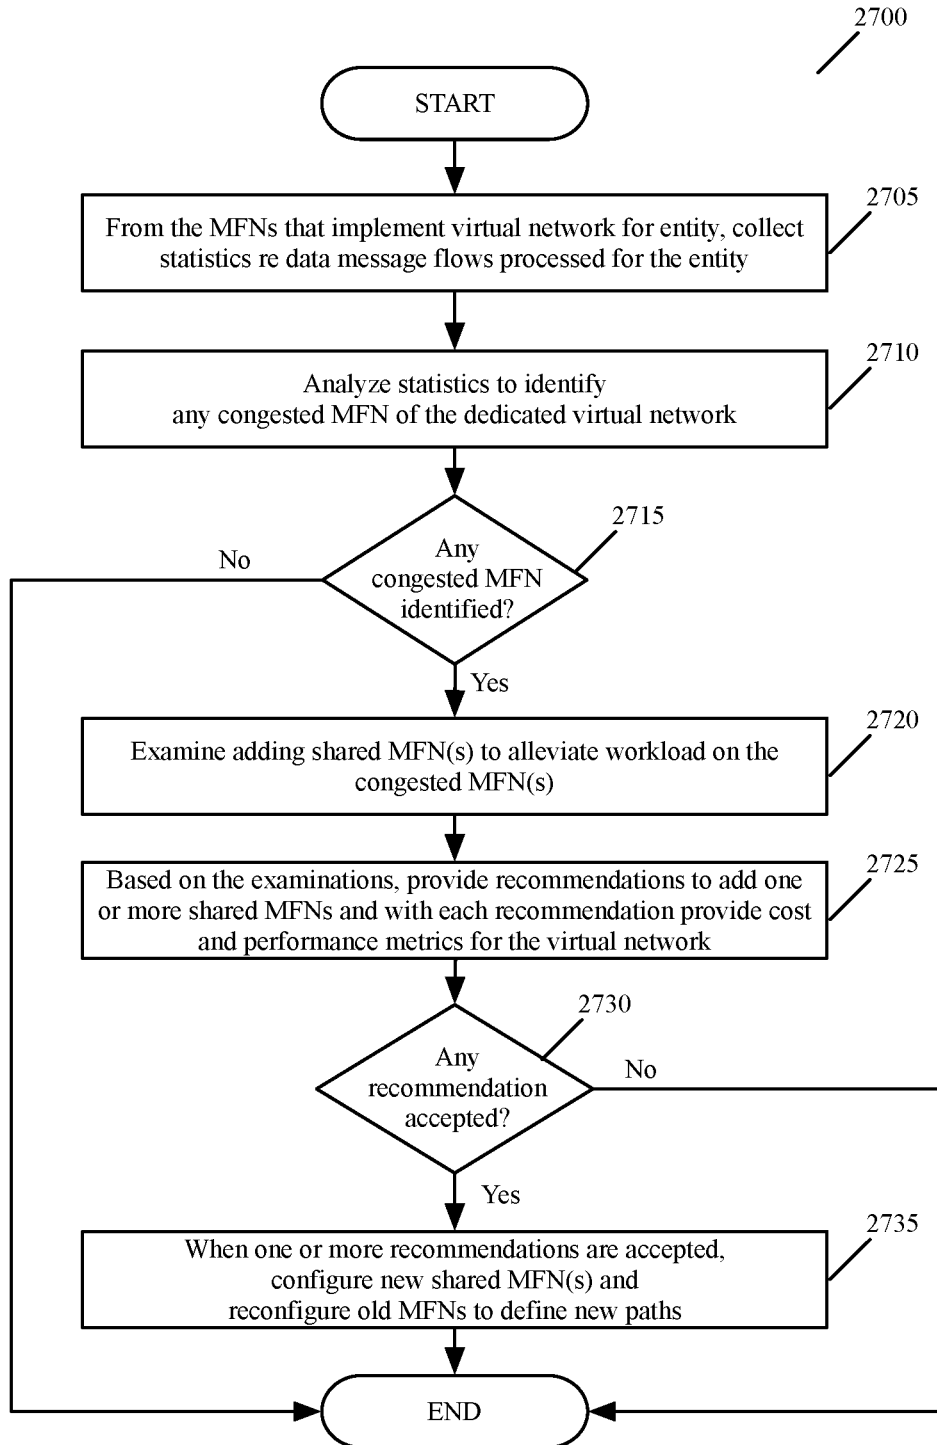 2700
START
2705
From the MFNs that implement virtual network for entity, collect
statistics re data message flows processed for the entity
2710
Analyze statistics to identify
any congested MFN of the dedicated virtual network
2715
Any
congested MFN
identified?
No
Yes
2720
Examine adding shared MFN(s) to alleviate workload on the
congested MFN(s)
2725
Based on the examinations, provide recommendations to add one
or more shared MFNs and with each recommendation provide cost
and performance metrics for the virtual network
2730
Any
recommendation
accepted?
No
Yes
2735
When one or more recommendations are accepted,
configure new shared MFN(s) and
reconfigure old MFNs to define new paths
END